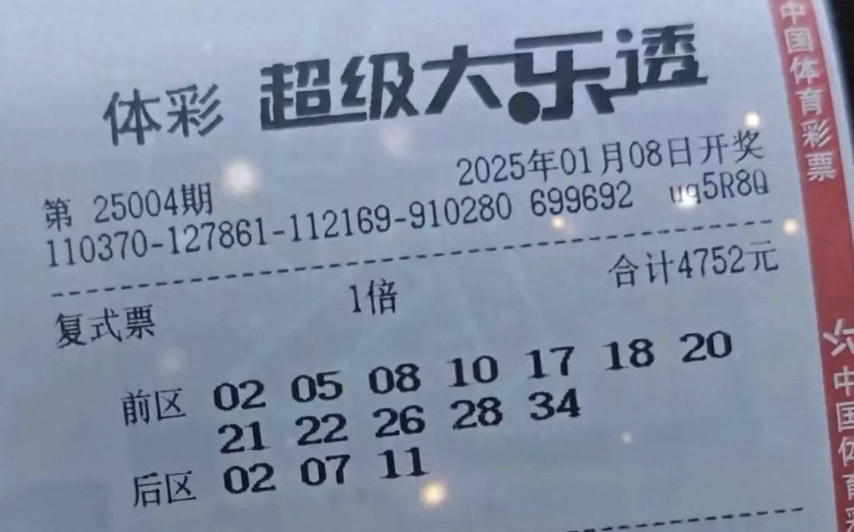 体彩 超级大乐透
第 25004期 2025年01月08日开奖
110370-127861-112169-910280 699692 uq5R8Q
复式票 1倍 合计4752元
前区 02 05 08 10 17 18 20
21 22 26 28 34
后区 02 07 11
中国体育彩票
中国体育彩